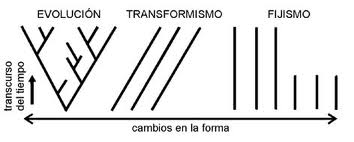 EVOLUCIÓN TRANSFORMISMO FIJISMO
transcurso
del tiempo
cambios en la forma